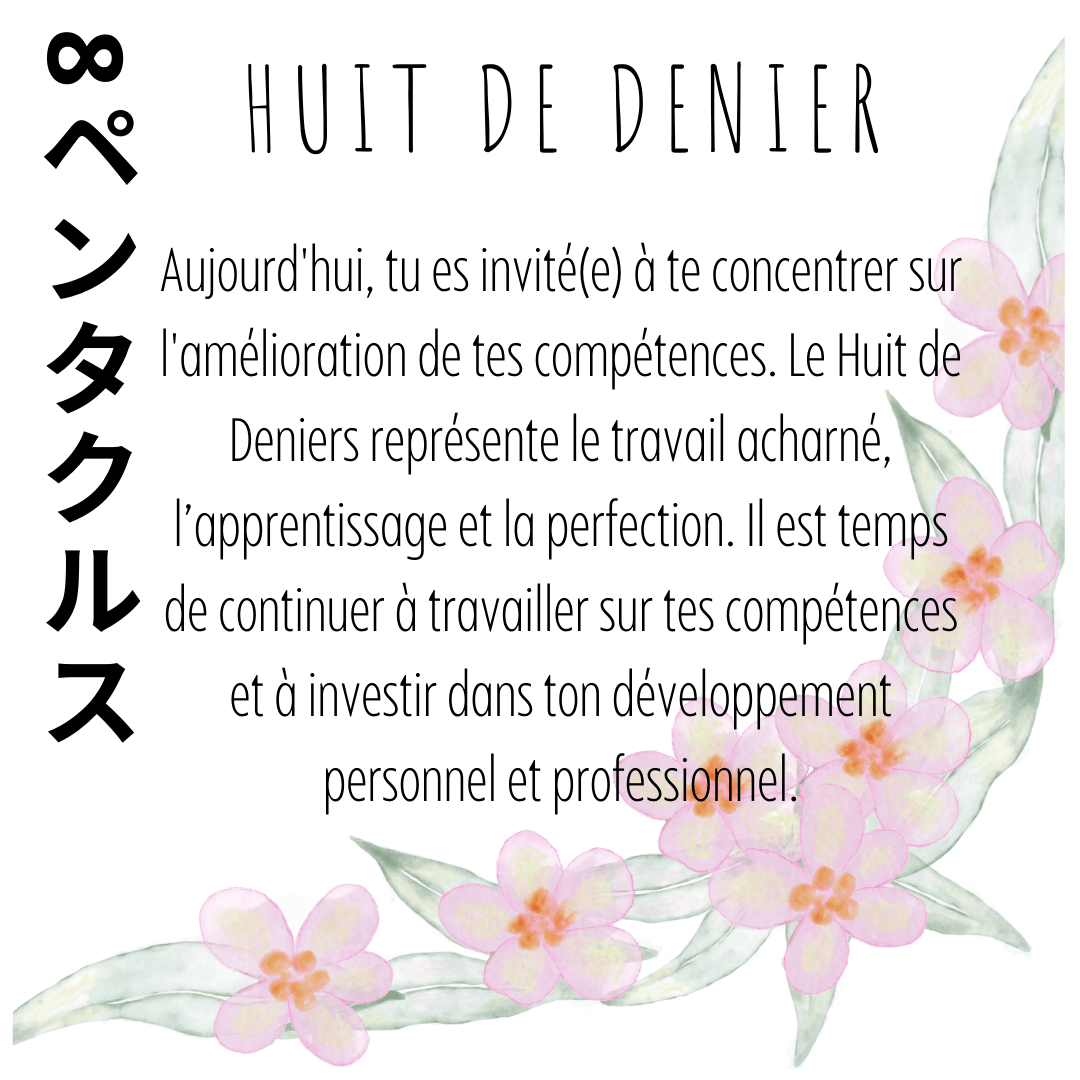 8ペンタクルス
HUIT DE DENIER
Aujourd'hui, tu es invité(e) à te concentrer sur
l'amélioration de tes compétences. Le Huit de
Deniers représente le travail acharné,
l’apprentissage et la perfection. Il est temps
de continuer à travailler sur tes compétences
et à investir dans ton développement
personnel et professionnel.